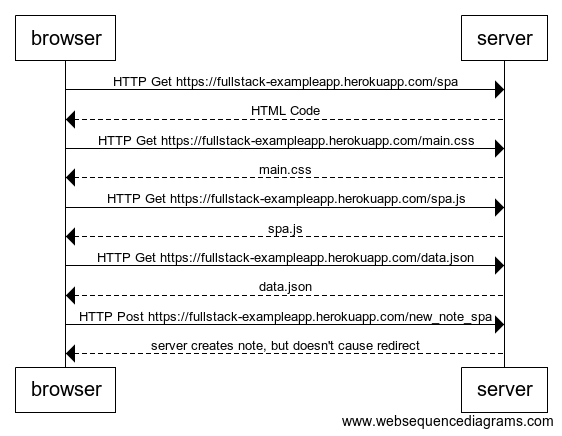 browser server
HTTP Get https://fullstack-exampleapp.herokuapp.com/spa
HTML Code
HTTP Get https://fullstack-exampleapp.herokuapp.com/main.css
main.css
HTTP Get https://fullstack-exampleapp.herokuapp.com/spa.js
spa.js
HTTP Get https://fullstack-exampleapp.herokuapp.com/data.json
data.json
HTTP Post https://fullstack-exampleapp.herokuapp.com/new_note_spa
server creates note, but doesn't cause redirect
browser server
www.websequencediagrams.com